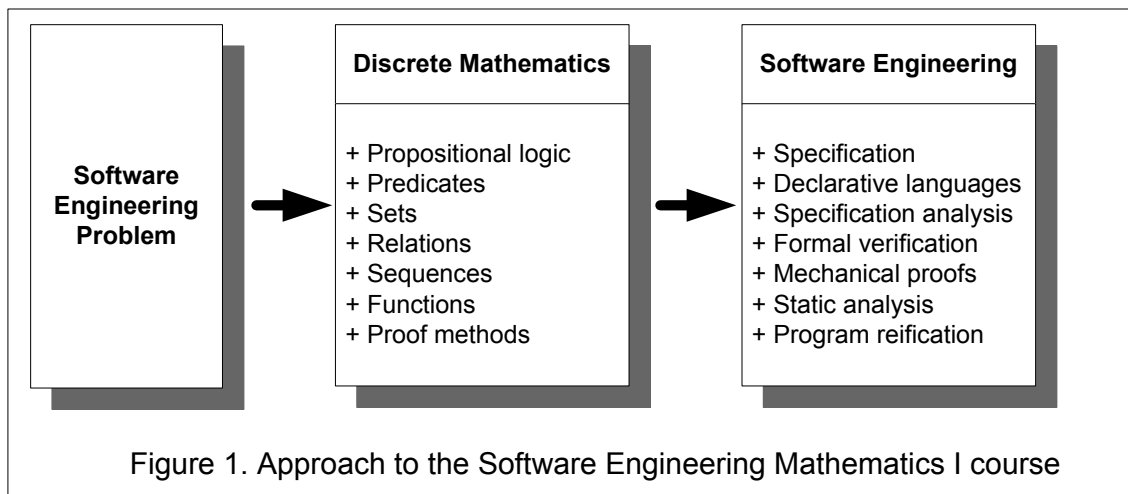 Software
Engineering
Problem
Discrete Mathematics
+ Propositional logic
+ Predicates
+ Sets
+ Relations
+ Sequences
+ Functions
+ Proof methods
Software Engineering
+ Specification
+ Declarative languages
+ Specification analysis
+ Formal verification
+ Mechanical proofs
+ Static analysis
+ Program reification
Figure 1. Approach to the Software Engineering Mathematics I course